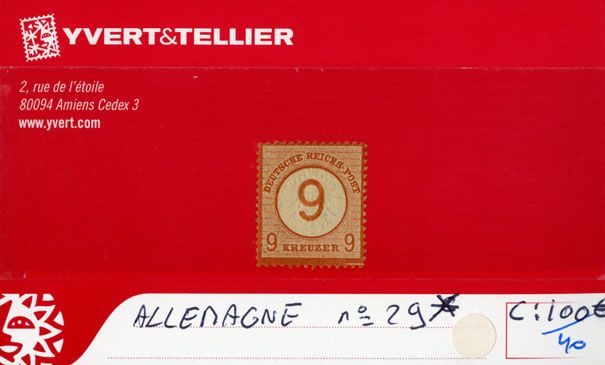 YVERT&TELLIER
2, rue de l'étoile
80094 Amiens Cedex 3
www.yvert.com
DEUTSCHE REICHS-POST
9
9 KREUZER 9
ALLEMAGNE n° 29* C:100€
40